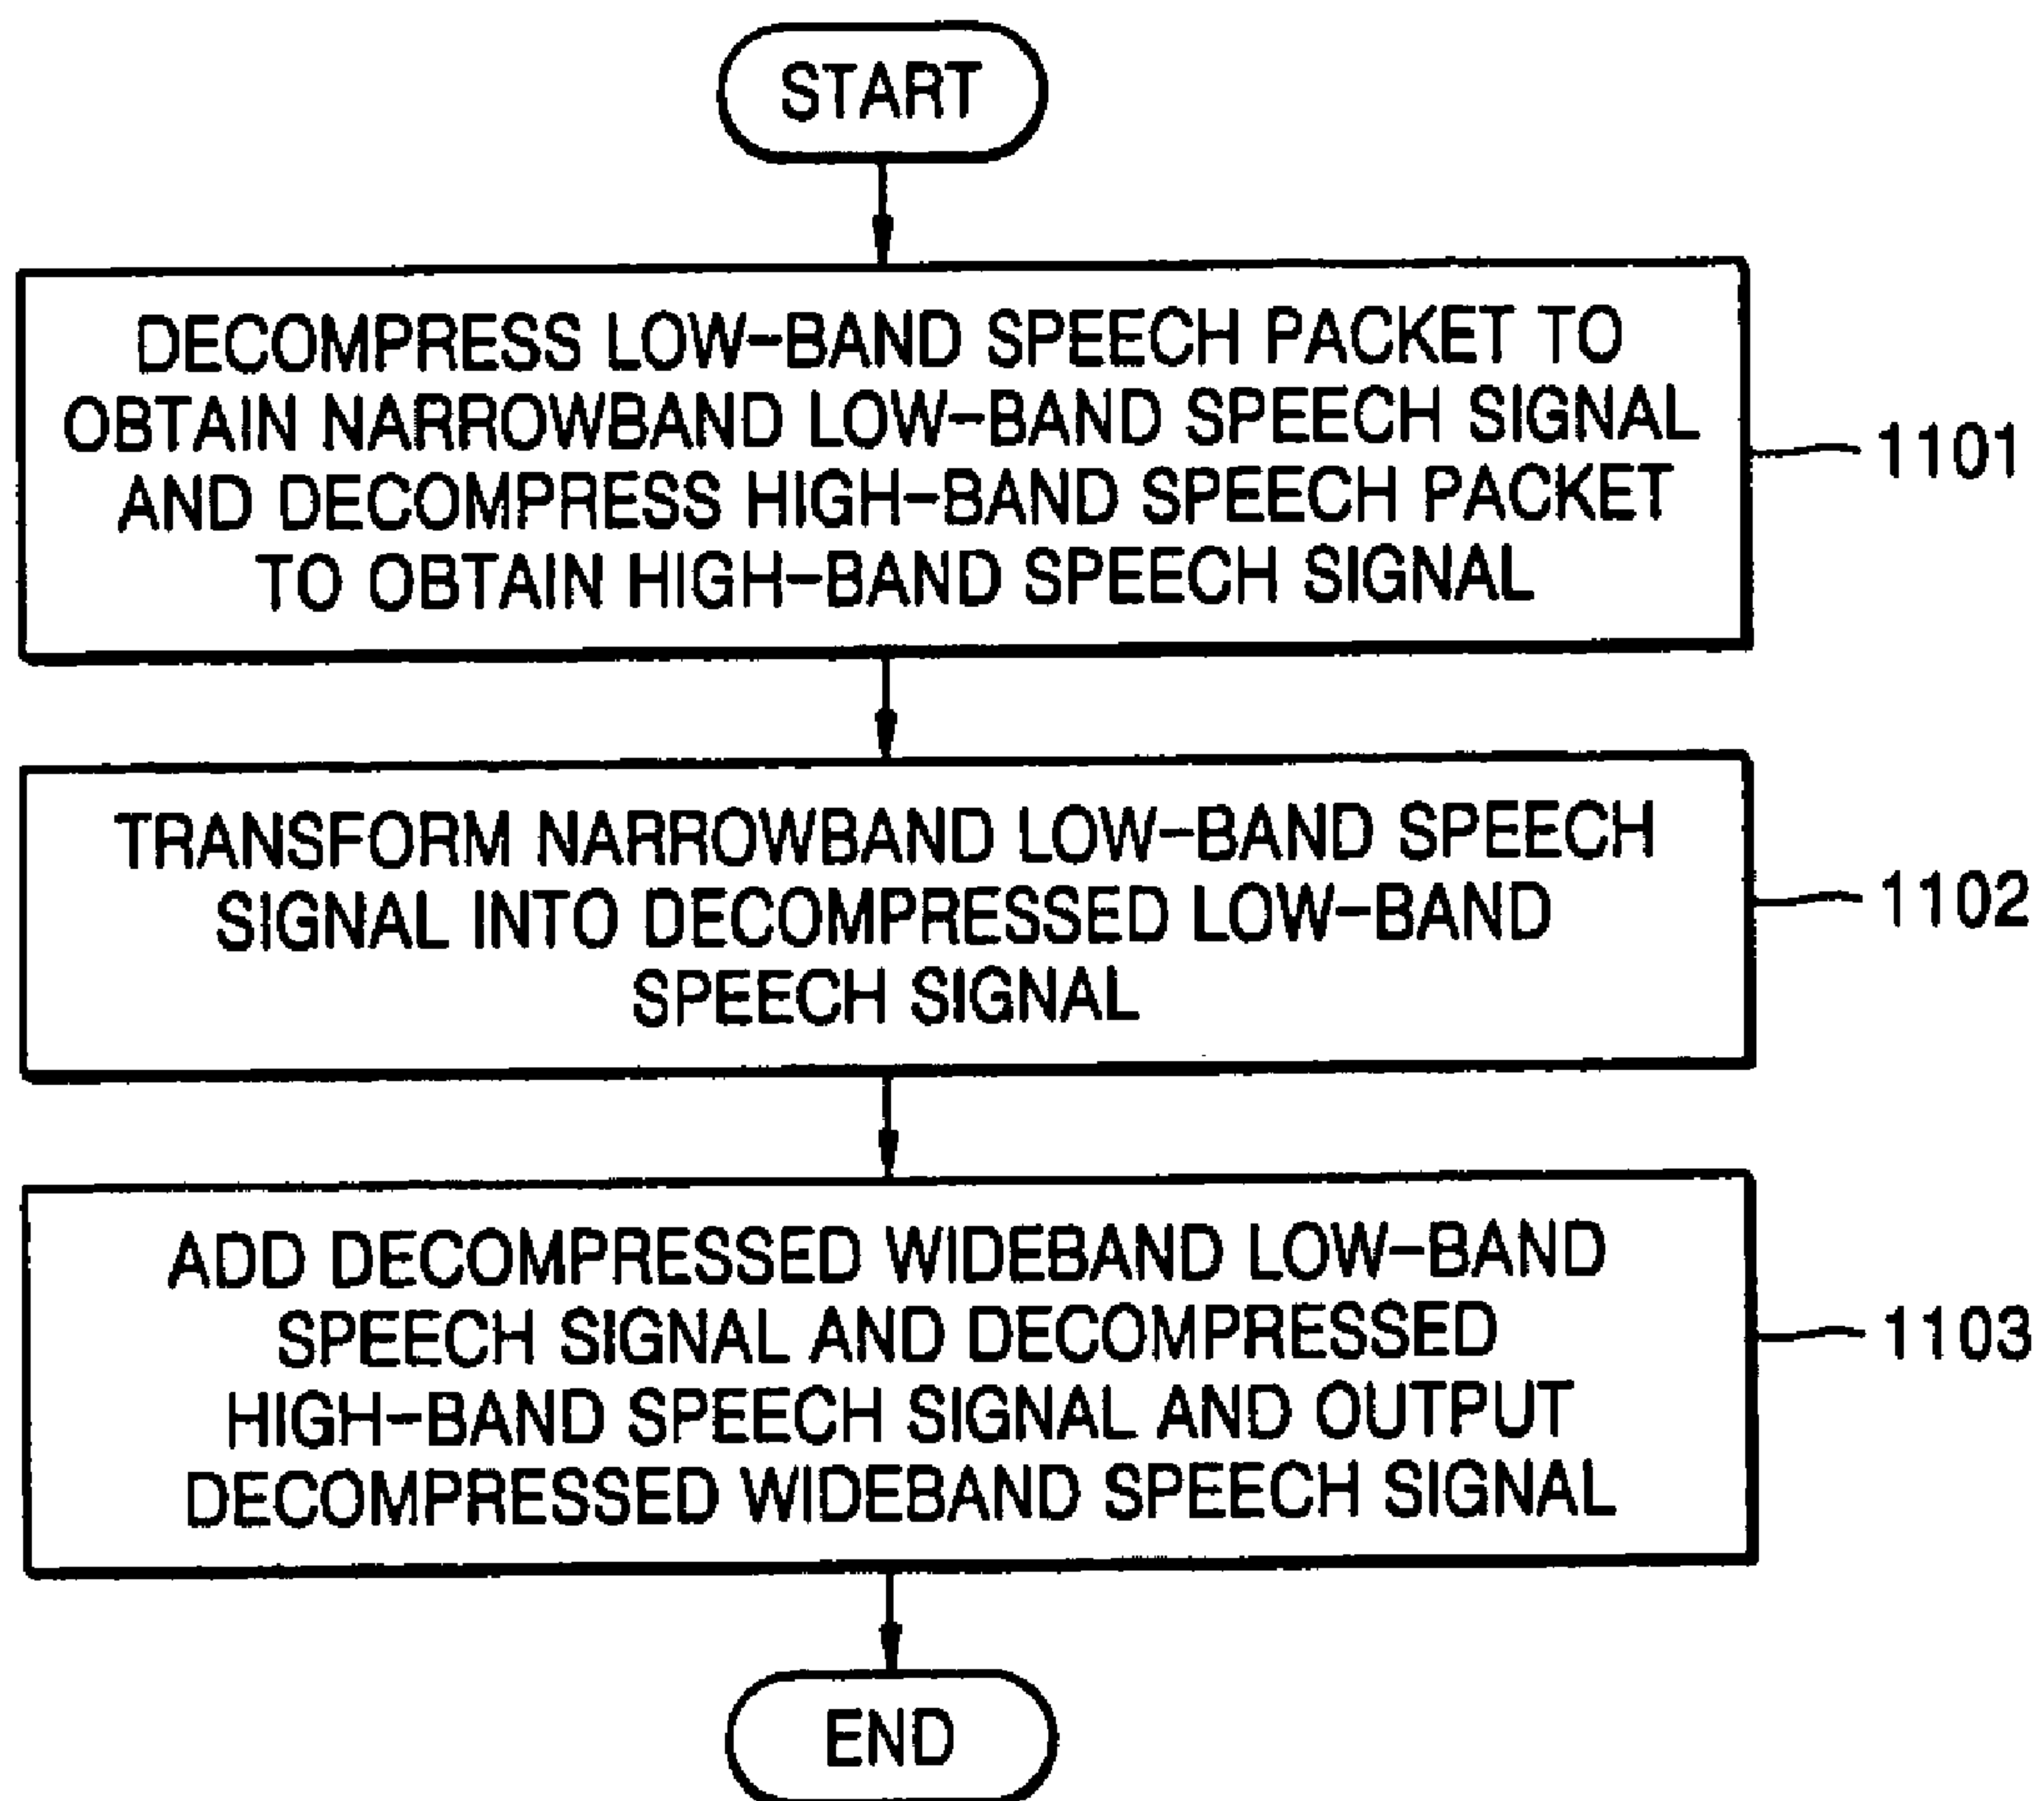 START
DECOMPRESS LOW-BAND SPEECH PACKET TO
OBTAIN NARROWBAND LOW-BAND SPEECH SIGNAL
AND DECOMPRESS HIGH-BAND SPEECH PACKET
TO OBTAIN HIGH-BAND SPEECH SIGNAL
1101
TRANSFORM NARROWBAND LOW-BAND SPEECH
SIGNAL INTO DECOMPRESSED LOW-BAND
SPEECH SIGNAL
1102
ADD DECOMPRESSED WIDEBAND LOW-BAND
SPEECH SIGNAL AND DECOMPRESSED
HIGH-BAND SPEECH SIGNAL AND OUTPUT
DECOMPRESSED WIDEBAND SPEECH SIGNAL
1103
END